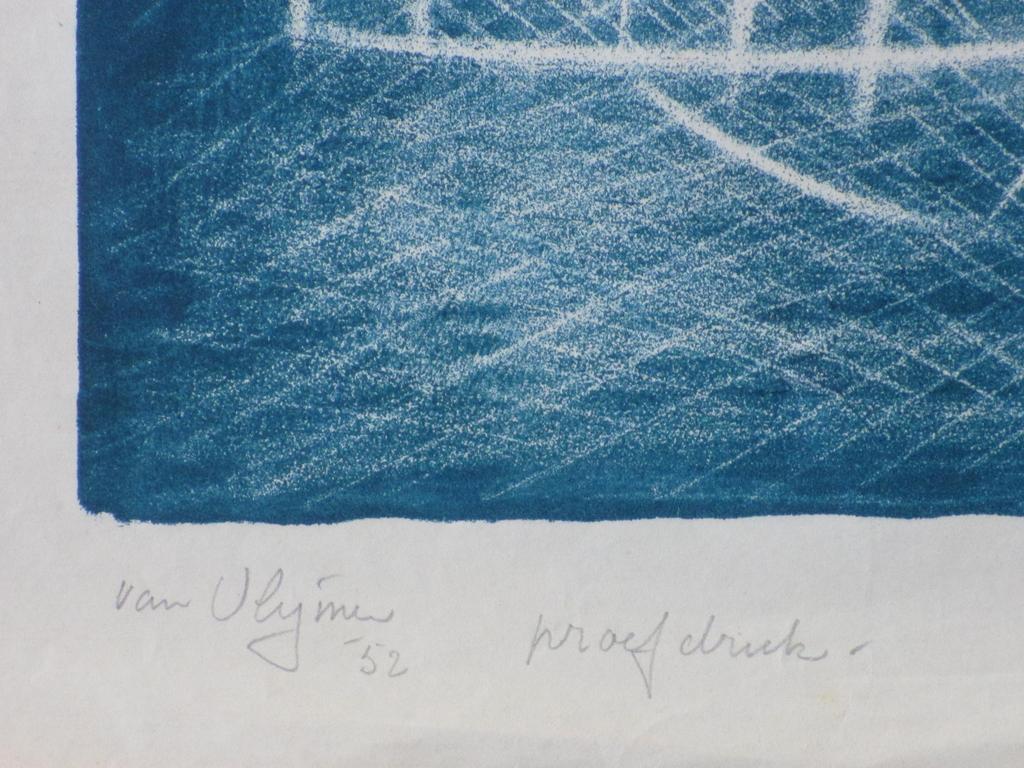 van Vlijmen
-52
proefdruk -